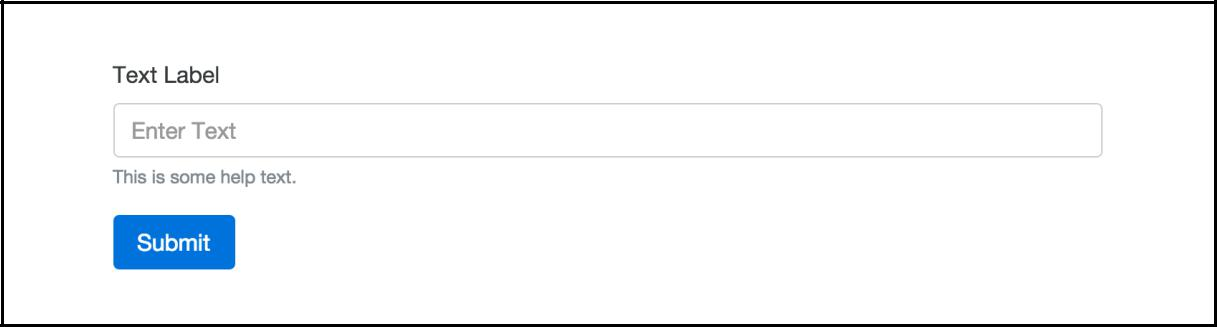 Text Label
Enter Text
This is some help text.
Submit